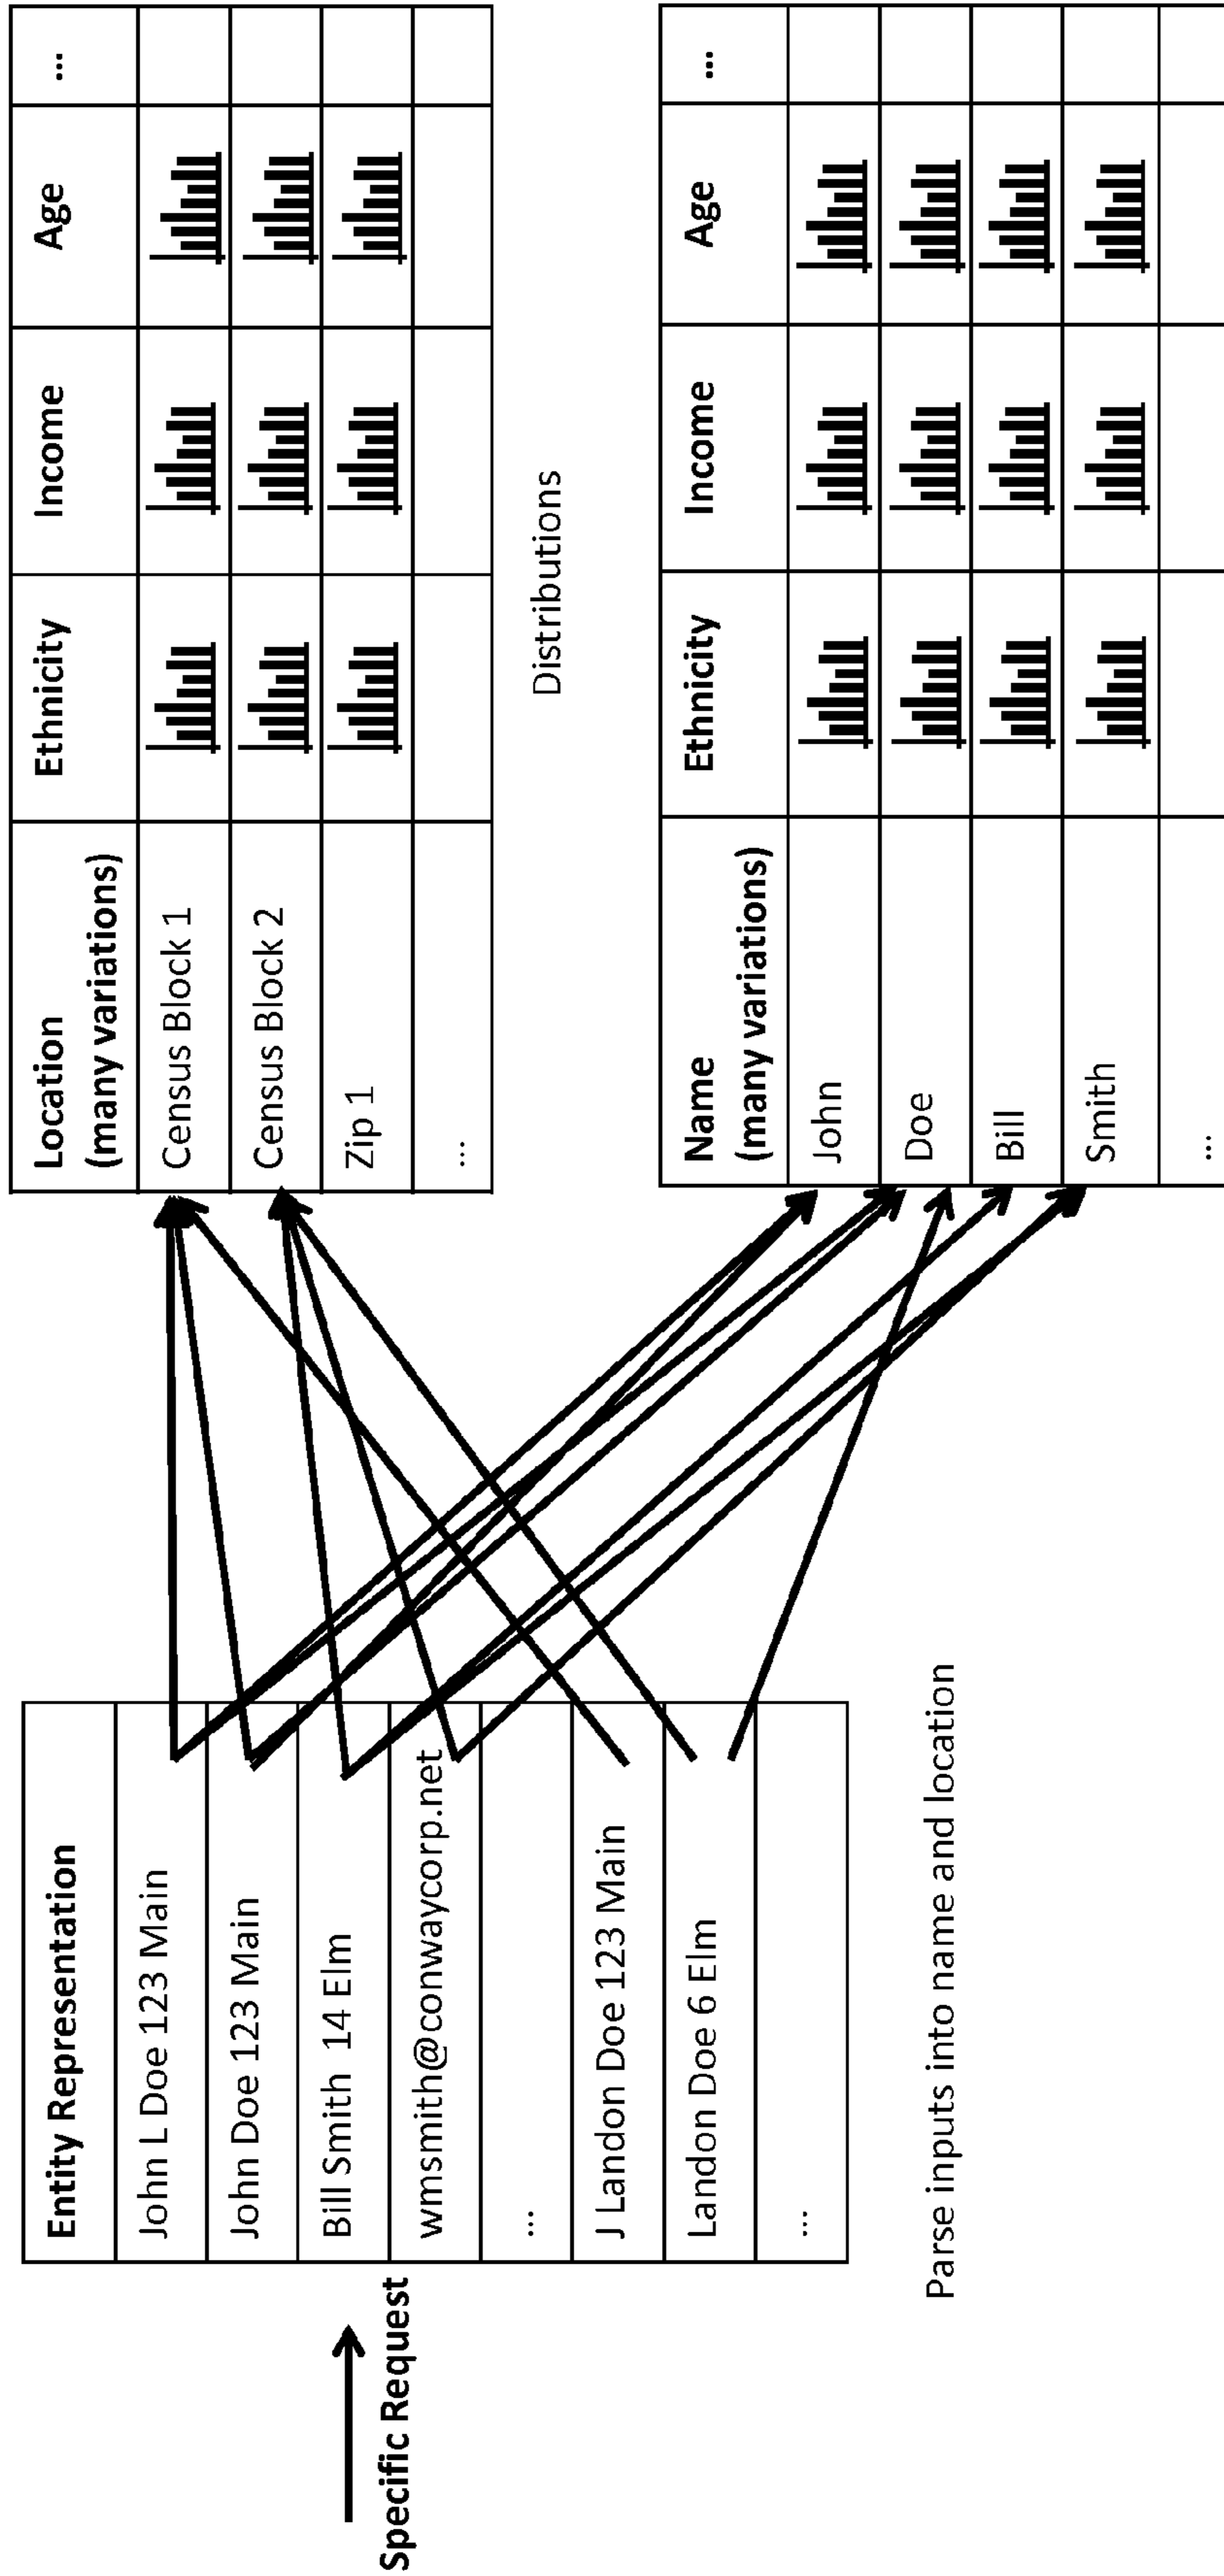 Specific Request
Entity Representation
John L Doe 123 Main
John Doe 123 Main
Bill Smith 14 Elm
wmsmith@conwaycorp.net
...
J Landon Doe 123 Main
Landon Doe 6 Elm
...
Parse inputs into name and location
Location
(many variations)
Ethnicity
Income
Age
...
Census Block 1
Census Block 2
Zip 1
...
Distributions
Name
(many variations)
Ethnicity
Income
Age
...
John
Doe
Bill
Smith
...